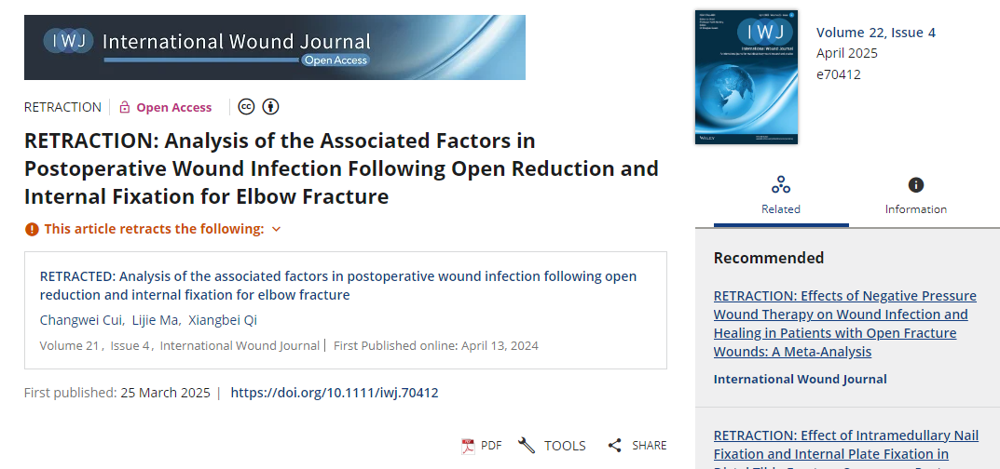 IWJ International Wound Journal
Open Access
RETRACTION
Open Access
RETRACTION: Analysis of the Associated Factors in
Postoperative Wound Infection Following Open Reduction and
Internal Fixation for Elbow Fracture
This article retracts the following:
RETRACTED: Analysis of the associated factors in postoperative wound infection following open
reduction and internal fixation for elbow fracture
Changwei Cui, Lijie Ma, Xiangbei Qi
Volume 21, Issue 4, International Wound Journal | First Published online: April 13, 2024
First published: 25 March 2025 | https://doi.org/10.1111/iwj.70412
PDF TOOLS SHARE
IWJ
International Wound Journal
WILEY
Volume 22, Issue 4
April 2025
e70412
Related Information
Recommended
RETRACTION: Effects of Negative Pressure
Wound Therapy on Wound Infection and
Healing in Patients with Open Fracture
Wounds: A Meta-Analysis
International Wound Journal
RETRACTION: Effect of Intramedullary Nail
Fixation and Internal Plate Fixation in